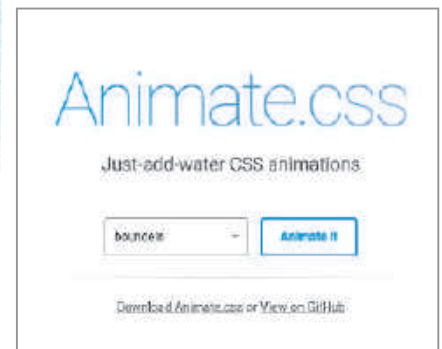 Animate.css
Just-add-water CSS animations
bounceIn
Animate it
Download Animate.css or View on GitHub